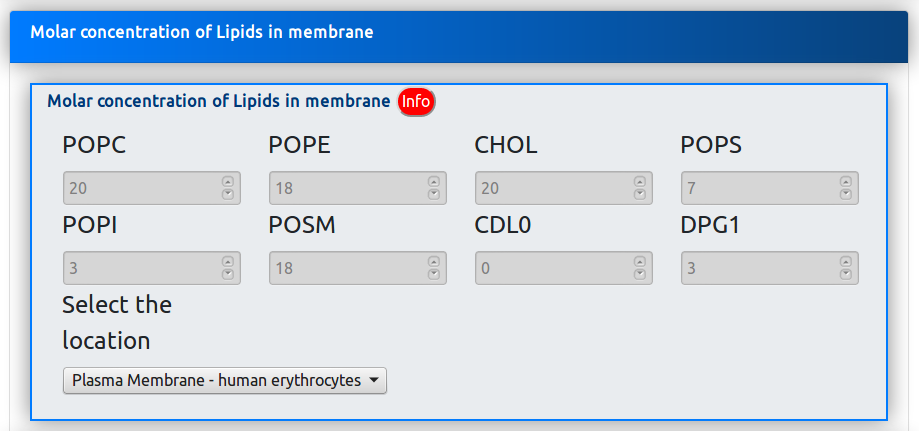 Molar concentration of Lipids in membrane
Molar concentration of Lipids in membrane Info
POPC POPE CHOL POPS
20 18 20 7
POPI POSM CDL0 DPG1
3 18 0 3
Select the
location
Plasma Membrane - human erythrocytes